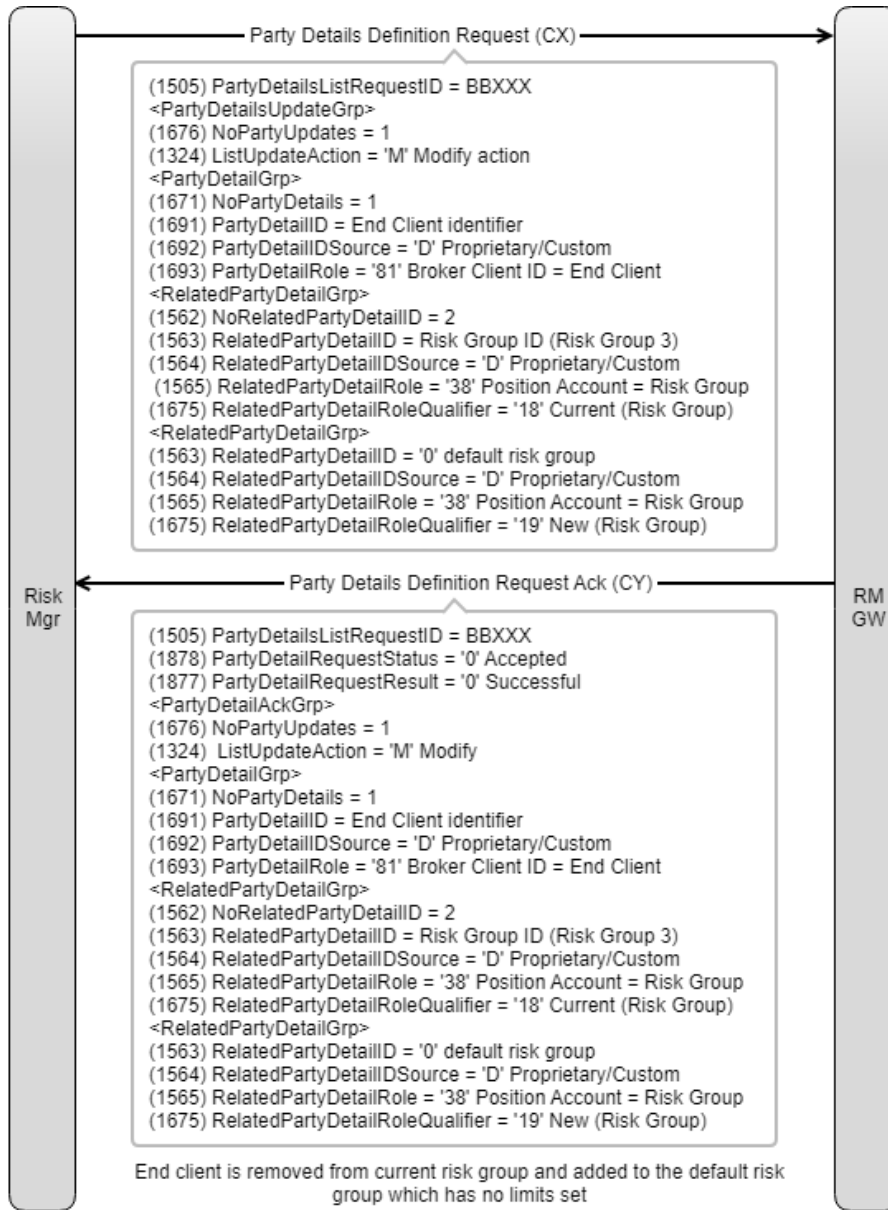 Party Details Definition Request (CX)
(1505) PartyDetailsListRequestID = BBXXX
<PartyDetailsUpdateGrp>
(1676) NoPartyUpdates = 1
(1324) ListUpdateAction = 'M' Modify action
<PartyDetailGrp>
(1671) NoPartyDetails = 1
(1691) PartyDetailID = End Client identifier
(1692) PartyDetailIDSource = 'D' Proprietary/Custom
(1693) PartyDetailRole = '81' Broker Client ID = End Client
<RelatedPartyDetailGrp>
(1562) NoRelatedPartyDetailID = 2
(1563) RelatedPartyDetailID = Risk Group ID (Risk Group 3)
(1564) RelatedPartyDetailIDSource = 'D' Proprietary/Custom
(1565) RelatedPartyDetailRole = '38' Position Account = Risk Group
(1675) RelatedPartyDetailRoleQualifier = '18' Current (Risk Group)
<RelatedPartyDetailGrp>
(1563) RelatedPartyDetailID = '0' default risk group
(1564) RelatedPartyDetailIDSource = 'D' Proprietary/Custom
(1565) RelatedPartyDetailRole = '38' Position Account = Risk Group
(1675) RelatedPartyDetailRoleQualifier = '19' New (Risk Group)
Risk
Mgr
Party Details Definition Request Ack (CY)
RM
GW
(1505) PartyDetailsListRequestID = BBXXX
(1878) PartyDetailRequestStatus = '0' Accepted
(1877) PartyDetailRequestResult = '0' Successful
<PartyDetailAckGrp>
(1676) NoPartyUpdates = 1
(1324)  ListUpdateAction = 'M' Modify
<PartyDetailGrp>
(1671) NoPartyDetails = 1
(1691) PartyDetailID = End Client identifier
(1692) PartyDetailIDSource = 'D' Proprietary/Custom
(1693) PartyDetailRole = '81' Broker Client ID = End Client
<RelatedPartyDetailGrp>
(1562) NoRelatedPartyDetailID = 2
(1563) RelatedPartyDetailID = Risk Group ID (Risk Group 3)
(1564) RelatedPartyDetailIDSource = 'D' Proprietary/Custom
(1565) RelatedPartyDetailRole = '38' Position Account = Risk Group
(1675) RelatedPartyDetailRoleQualifier = '18' Current (Risk Group)
<RelatedPartyDetailGrp>
(1563) RelatedPartyDetailID = '0' default risk group
(1564) RelatedPartyDetailIDSource = 'D' Proprietary/Custom
(1565) RelatedPartyDetailRole = '38' Position Account = Risk Group
(1675) RelatedPartyDetailRoleQualifier = '19' New (Risk Group)
End client is removed from current risk group and added to the default risk
group which has no limits set